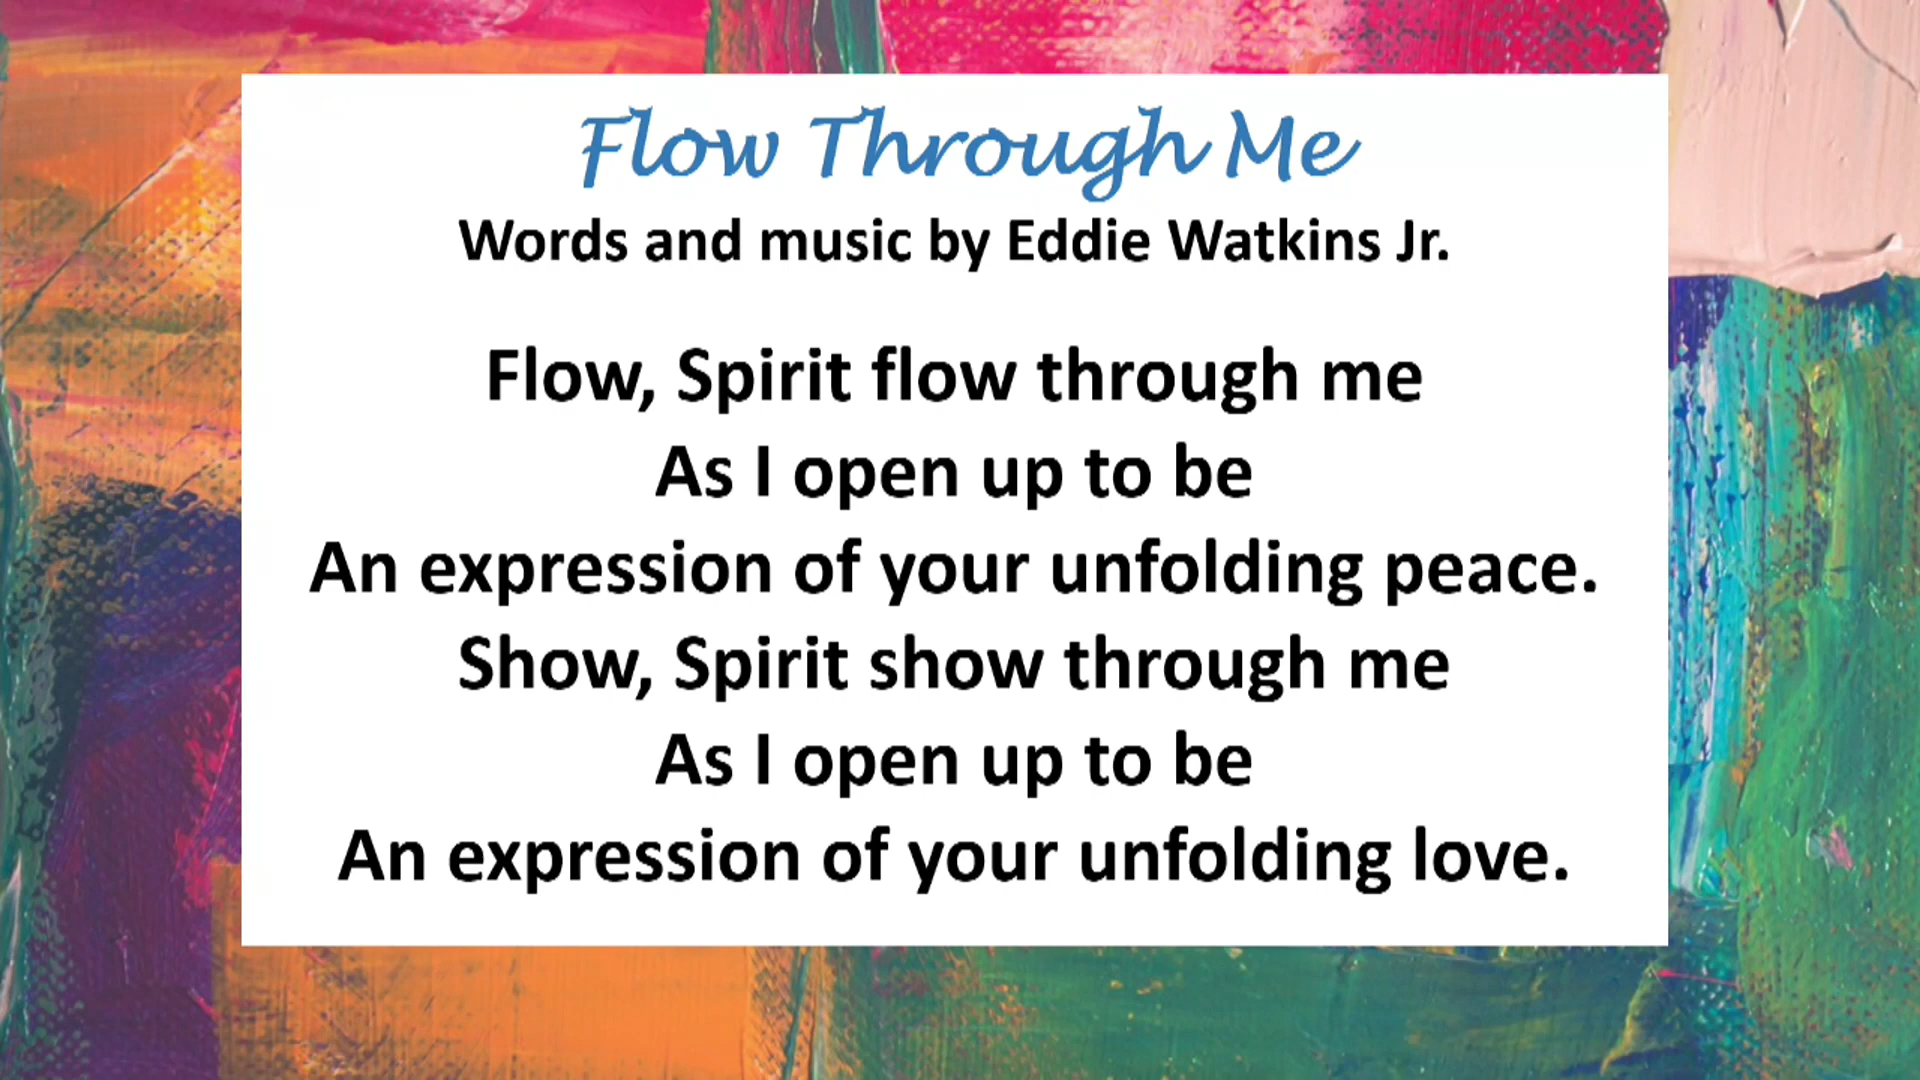 Flow Through Me
Words and music by Eddie Watkins Jr.
Flow, Spirit flow through me
As I open up to be
An expression of your unfolding peace.
Show, Spirit show through me
As I open up to be
An expression of your unfolding love.